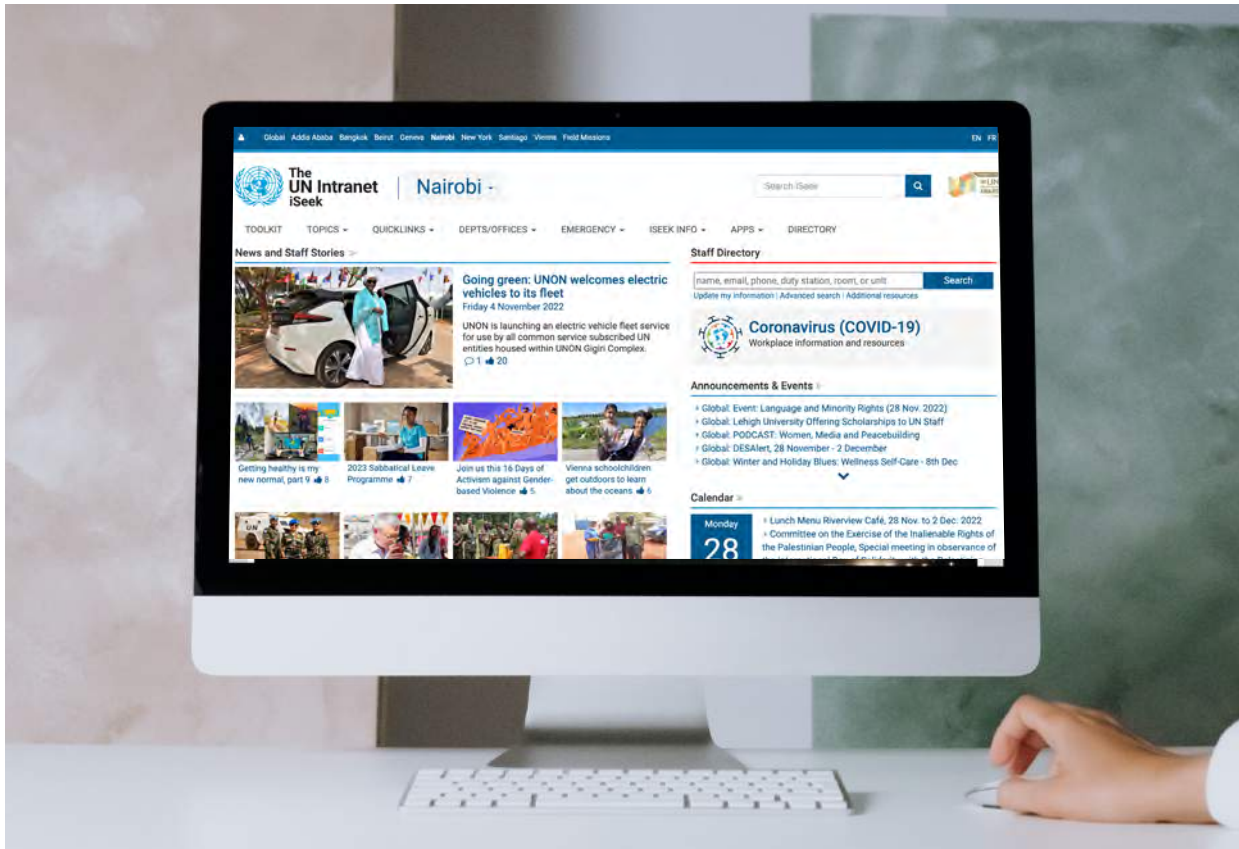 Global Addis Ababa Bangkok Beirut Geneva Nairobi New York Santiago Vienna Field Missions
EN FR
The
UN Intranet
iSeek
Nairobi
Search iSeek
TOOLKIT TOPICS QUICKLINKS DEPTS/OFFICES EMERGENCY ISEEK INFO APPS DIRECTORY
News and Staff Stories
Going green: UNON welcomes electric
vehicles to its fleet
Friday 4 November 2022
UNON is launching an electric vehicle fleet service
for use by all common service subscribed UN
entities housed within UNON Gigiri Complex.
1 20
Getting healthy is my
new normal, part 9 8
2023 Sabbatical Leave
Programme 7
Join us this 16 Days of
Activism against Gender-
based Violence 5
Vienna schoolchildren
get outdoors to learn
about the oceans 6
UN
Staff Directory
name, email, phone, duty station, room, or unit
Search
Update my information | Advanced search | Additional resources
Coronavirus (COVID-19)
Workplace information and resources
Announcements & Events
Global: Event: Language and Minority Rights (28 Nov. 2022)
Global: Lehigh University Offering Scholarships to UN Staff
Global: PODCAST: Women, Media and Peacebuilding
Global: DESAlert, 28 November - 2 December
Global: Winter and Holiday Blues: Wellness Self-Care - 8th Dec
Calendar
Monday
28
Lunch Menu Riverview Café, 28 Nov. to 2 Dec. 2022
Committee on the Exercise of the Inalienable Rights of
the Palestinian People, Special meeting in observance of